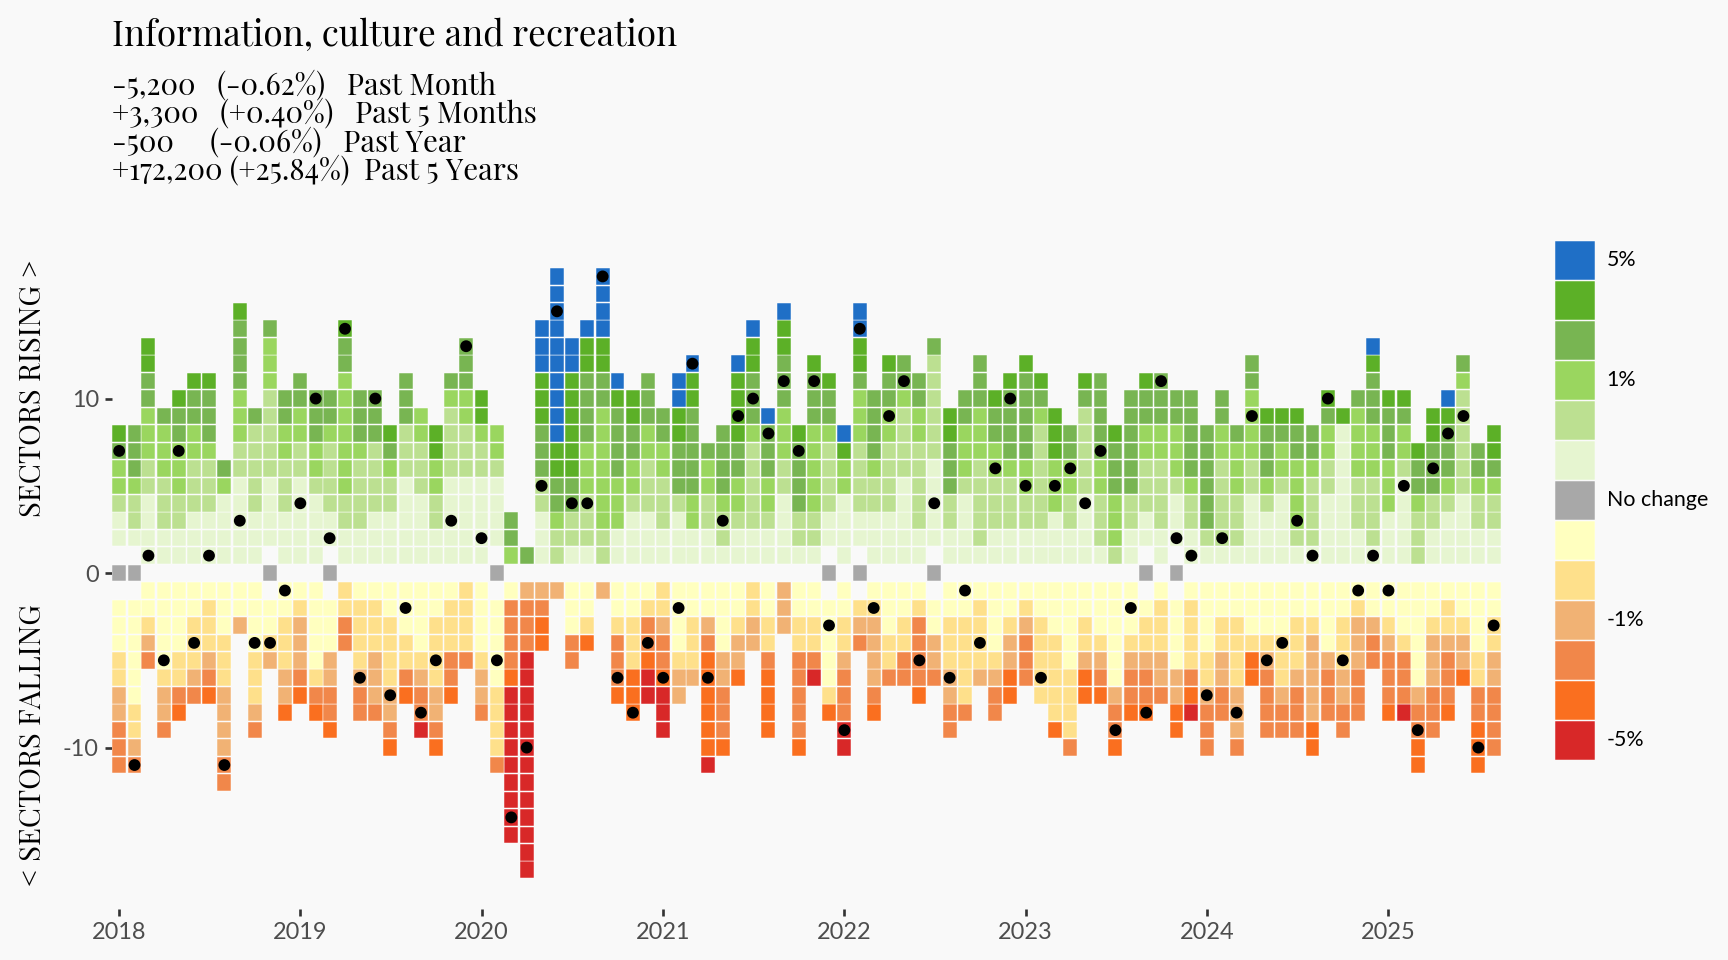 Information, culture and recreation
-5,200 (-0.62%) Past Month
+3,300 (+0.40%) Past 5 Months
-500 (-0.06%) Past Year
+172,200 (+25.84%) Past 5 Years
SECTORS RISING >
< SECTORS FALLING
10
0
-10
2018
2019
2020
2021
2022
2023
2024
2025
5%
1%
No change
-1%
-5%